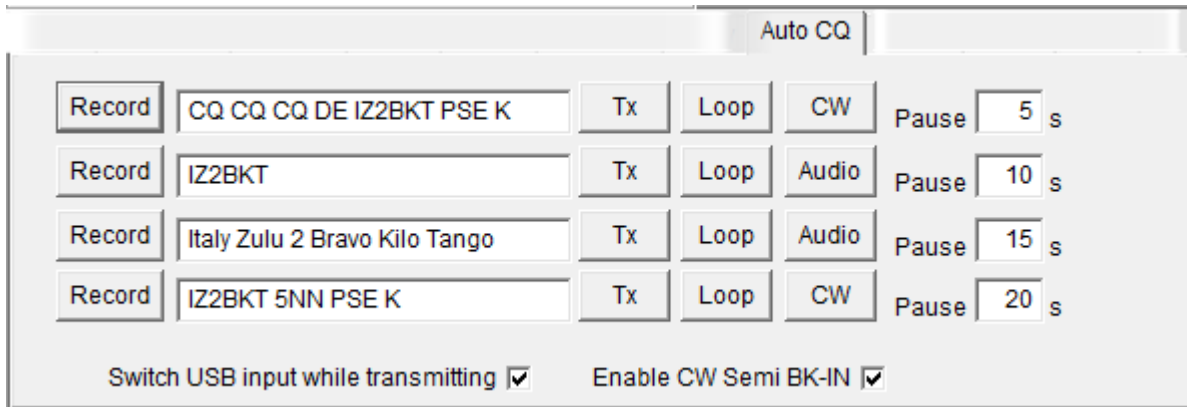 Auto CQ
Record CQ CQ CQ DE IZ2BKT PSE K Tx Loop CW Pause 5 s
Record IZ2BKT Tx Loop Audio Pause 10 s
Record Italy Zulu 2 Bravo Kilo Tango Tx Loop Audio Pause 15 s
Record IZ2BKT 5NN PSE K Tx Loop CW Pause 20 s
Switch USB input while transmitting Enable CW Semi BK-IN